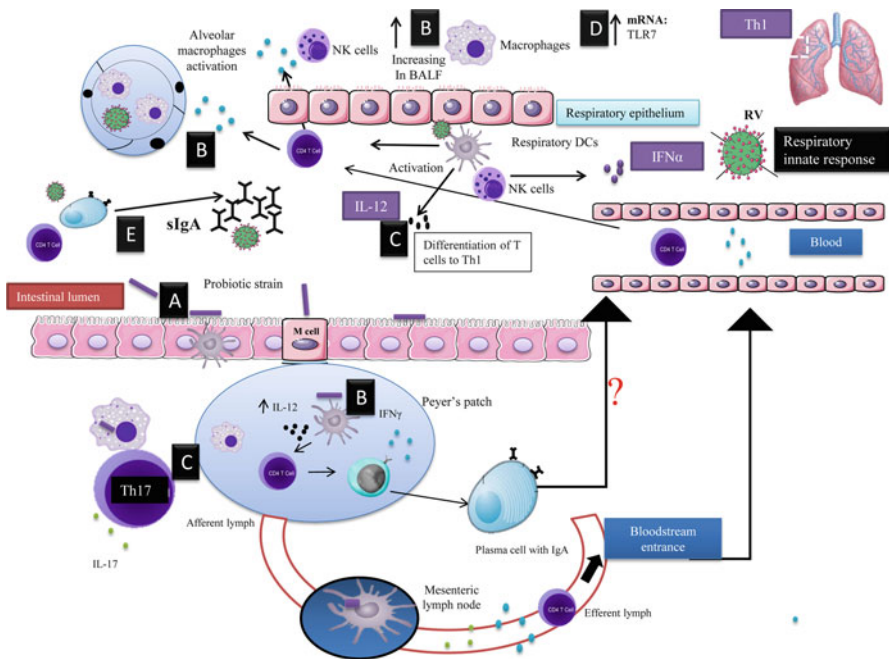 Alveolar
macrophages
activation
NK cells
B
Increasing
In BALF
Macrophages
D
mRNA:
TLR7
Th1
Respiratory epithelium
B
CD4 T Cell
Activation
Respiratory DCs
NK cells
IFNα
RV
Respiratory
innate response
CD4 T Cell
E
sIgA
IL-12
C
Differentiation of T
cells to Th1
CD4 T Cell
Blood
Intestinal lumen
A
Probiotic strain
M cell
?
IL-12
B
IFNγ
Peyer's patch
C
Th17
CD4 T Cell
IL-17
Afferent lymph
Plasma cell with IgA
Bloodstream
entrance
Mesenteric
lymph node
CD4 T Cell
Efferent lymph